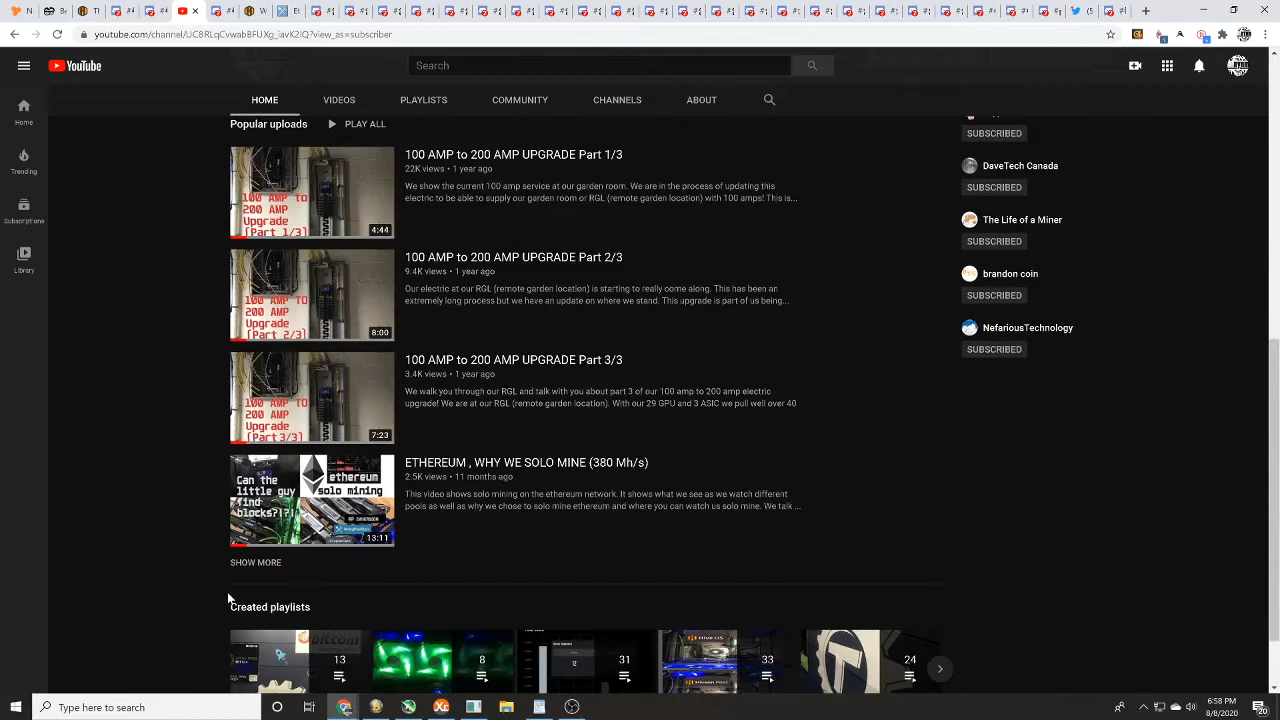 youtube.com/channel/UC8RLqCvwabBFUXg_javK2IQ?view_as=subscriber
YouTube
Search
HOME VIDEOS PLAYLISTS COMMUNITY CHANNELS ABOUT
Home
Trending
Subscriptions
Library
Popular uploads PLAY ALL
100 AMP to 200 AMP Upgrade (Part 1/3)
4:44
100 AMP to 200 AMP UPGRADE Part 1/3
22K views • 1 year ago
We show the current 100 amp service at our garden room. We are in the process of updating this
electric to be able to supply our garden room or RGL (remote garden location) with 100 amps! This is...
100 AMP TO 200 AMP Upgrade (Part 2/3)
8:00
100 AMP to 200 AMP UPGRADE Part 2/3
9.4K views • 1 year ago
Our electric at our RGL (remote garden location) is starting to really come along. This has been an
extremely long process but we have an update on where we stand. This upgrade is part of us being...
100 AMP TO 200 AMP Upgrade (Part 3/3)
7:23
100 AMP to 200 AMP UPGRADE Part 3/3
3.4K views • 1 year ago
We walk you through our RGL and talk with you about part 3 of our 100 amp to 200 amp electric
upgrade! We are at our RGL (remote garden location). With our 29 GPU and 3 ASIC we pull well over 40
Can the little guy find blocks?!?!
ethereum
solo mining
13:11
ETHEREUM , WHY WE SOLO MINE (380 Mh/s)
2.5K views • 11 months ago
This video shows solo mining on the ethereum network. It shows what we see as we watch different
pools as well as why we chose to solo mine ethereum and where you can watch us solo mine. We talk ...
SHOW MORE
Created playlists
bitcoin
13
8
31
Hive OS
33
24
SUBSCRIBED
DaveTech Canada
SUBSCRIBED
The Life of a Miner
SUBSCRIBED
brandon coin
SUBSCRIBED
NefariousTechnology
SUBSCRIBED
Type here to search
6:58 PM
8/8/2020
20